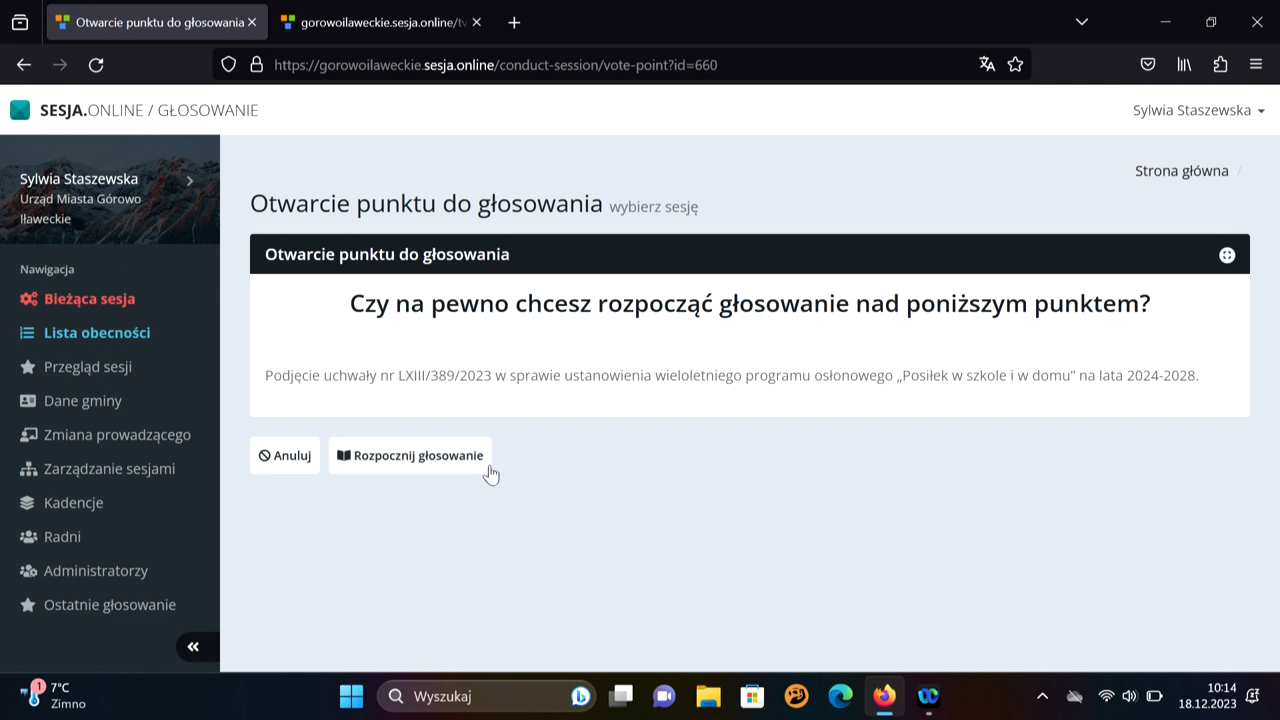 Otwarcie punktu do głosowania
gorowoilaweckie.sesja.online/tv
https://gorowoilaweckie.sesja.online/conduct-session/vote-point?id=660
SESJA.ONLINE / GŁOSOWANIE
Sylwia Staszewska
Sylwia Staszewska
Urząd Miasta Górowo
Iławeckie
Nawigacja
Bieżąca sesja
Lista obecności
Przegląd sesji
Dane gminy
Zmiana prowadzącego
Zarządzanie sesjami
Kadencje
Radni
Administratorzy
Ostatnie głosowanie
Strona główna /
Otwarcie punktu do głosowania wybierz sesję
Otwarcie punktu do głosowania
Czy na pewno chcesz rozpocząć głosowanie nad poniższym punktem?
Podjęcie uchwały nr LXIII/389/2023 w sprawie ustanowienia wieloletniego programu osłonowego „Posiłek w szkole i w domu” na lata 2024-2028.
Anuluj
Rozpocznij głosowanie
1
7°C
Zimno
Wyszukaj
10:14
18.12.2023